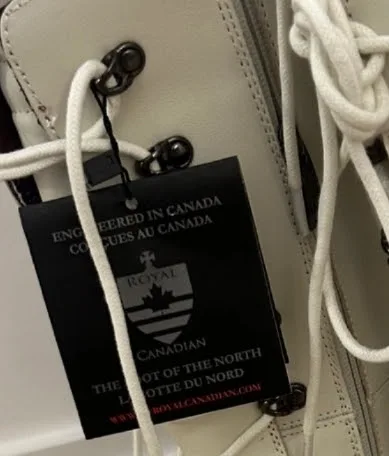 ENGINEERED IN CANADA
CONÇUES AU CANADA
ROYAL
CANADIAN
THE BOOT OF THE NORTH
LA BOTTE DU NORD
WWW.ROYALCANADIAN.COM